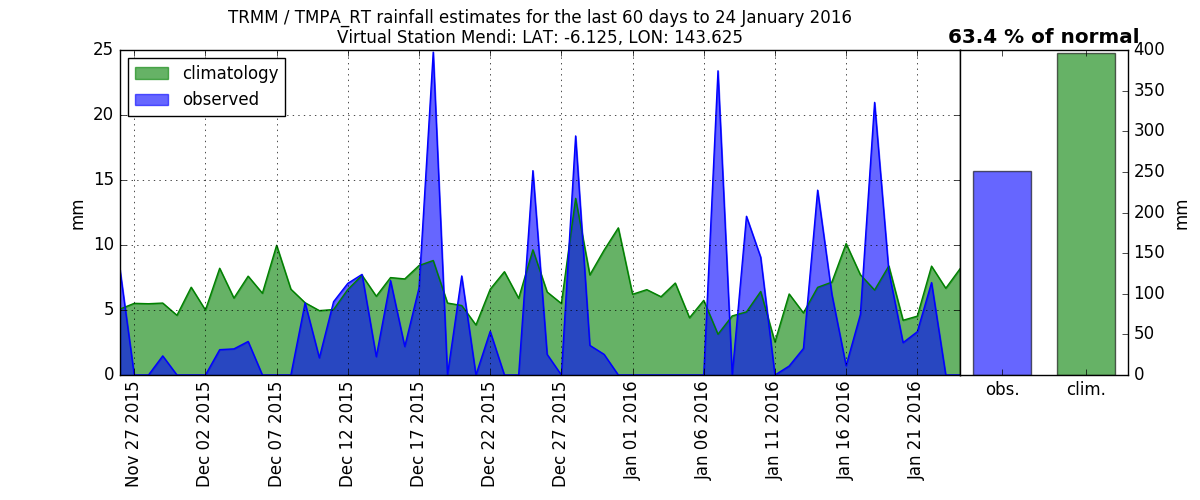 TRMM / TMPA_RT rainfall estimates for the last 60 days to 24 January 2016
Virtual Station Mendi: LAT: -6.125, LON: 143.625
63.4 % of normal
climatology
observed
25
20
15
10
5
0
mm
Nov 27 2015
Dec 02 2015
Dec 07 2015
Dec 12 2015
Dec 17 2015
Dec 22 2015
Dec 27 2015
Jan 01 2016
Jan 06 2016
Jan 11 2016
Jan 16 2016
Jan 21 2016
obs.
clim.
400
350
300
250
200
150
100
50
0
mm